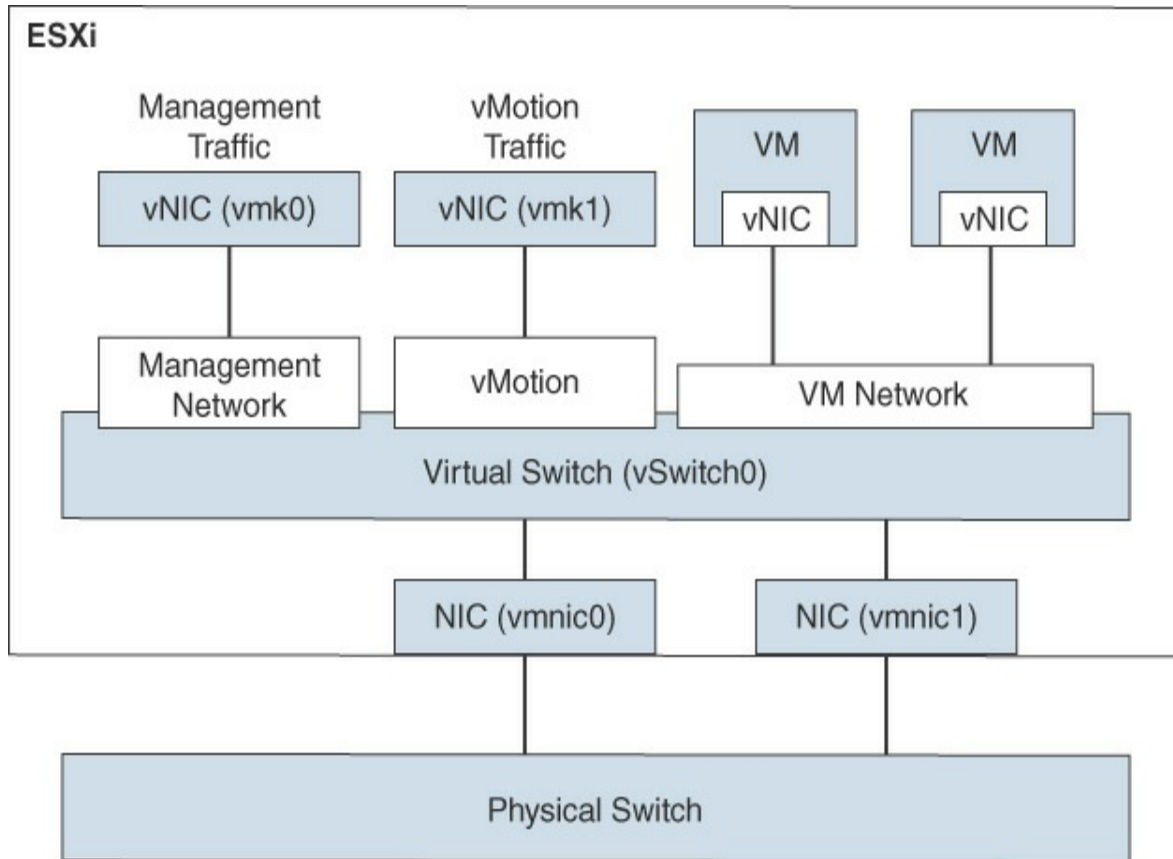 ESXi
Management
Traffic
vNIC (vmk0)
vMotion
Traffic
vNIC (vmk1)
VM
vNIC
VM
vNIC
Management
Network
vMotion
VM Network
Virtual Switch (vSwitch0)
NIC (vmnic0)
NIC (vmnic1)
Physical Switch